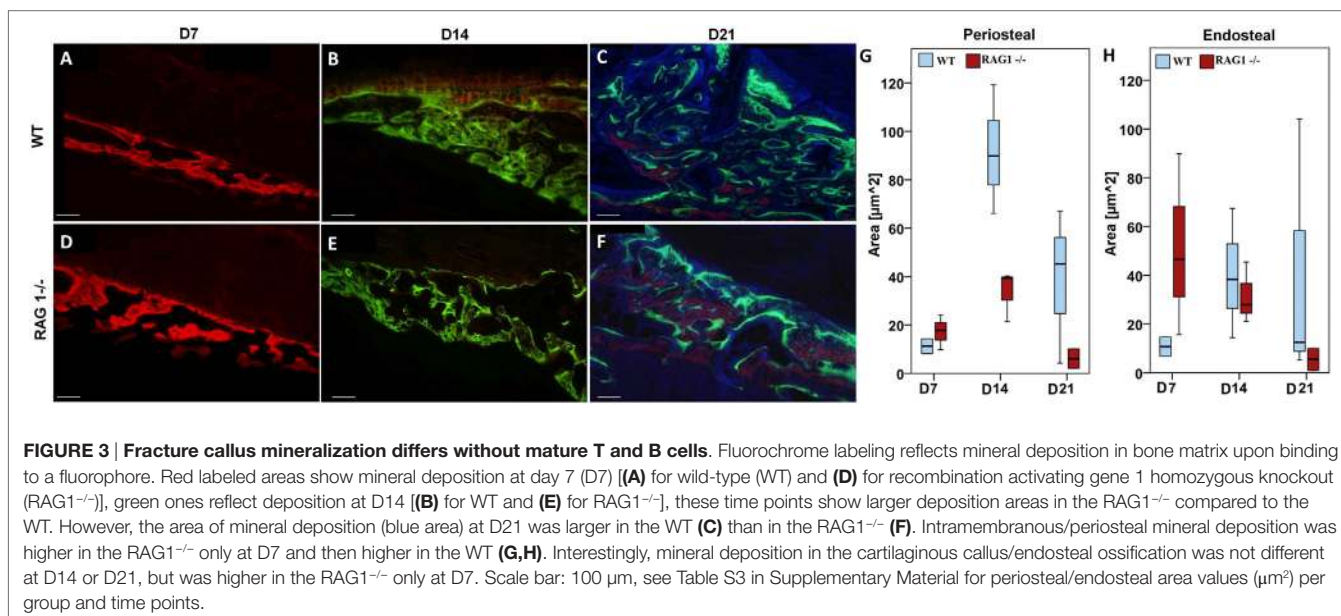 D7
D14
D21
WT
RAG 1-/-
A
B
C
D
E
F
Periosteal
G
WT
RAG1 -/-
Area [µm^2]
120
100
80
60
40
20
0
D7
D14
D21
Endosteal
H
WT
RAG1 -/-
Area [µm^2]
120
100
80
60
40
20
0
D7
D14
D21
FIGURE 3 | Fracture callus mineralization differs without mature T and B cells. Fluorochrome labeling reflects mineral deposition in bone matrix upon binding
to a fluorophore. Red labeled areas show mineral deposition at day 7 (D7) [(A) for wild-type (WT) and (D) for recombination activating gene 1 homozygous knockout
(RAG1−/−)], green ones reflect deposition at D14 [(B) for WT and (E) for RAG1−/−], these time points show larger deposition areas in the RAG1−/− compared to the
WT. However, the area of mineral deposition (blue area) at D21 was larger in the WT (C) than in the RAG1−/− (F). Intramembranous/periosteal mineral deposition was
higher in the RAG1−/− only at D7 and then higher in the WT (G,H). Interestingly, mineral deposition in the cartilaginous callus/endosteal ossification was not different
at D14 or D21, but was higher in the RAG1−/− only at D7. Scale bar: 100 µm, see Table S3 in Supplementary Material for periosteal/endosteal area values (µm²) per
group and time points.